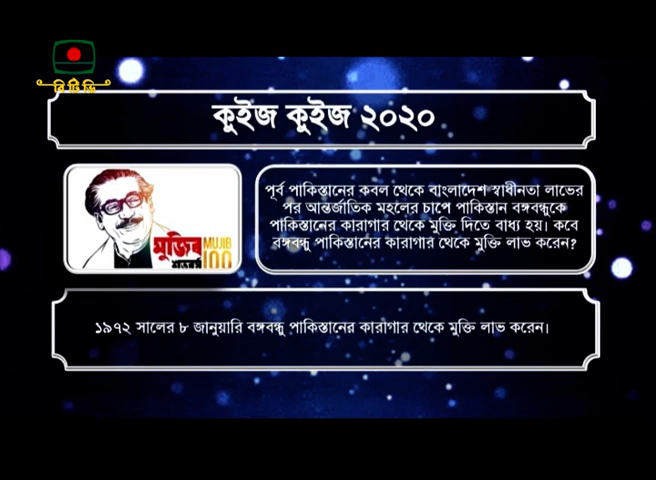 বিটিভি
কুইজ কুইজ ২০২০
পূর্ব পাকিস্তানের কবল থেকে বাংলাদেশ স্বাধীনতা লাভের
পর আন্তর্জাতিক মহলের চাপে পাকিস্তান বঙ্গবন্ধুকে
পাকিস্তানের কারাগার থেকে মুক্তি দিতে বাধ্য হয়। কবে
বঙ্গবন্ধু পাকিস্তানের কারাগার থেকে মুক্তি লাভ করেন?
মুজিব MUJIB
শতবর্ষ 100
১৯৭২ সালের ৮ জানুয়ারি বঙ্গবন্ধু পাকিস্তানের কারাগার থেকে মুক্তি লাভ করেন।